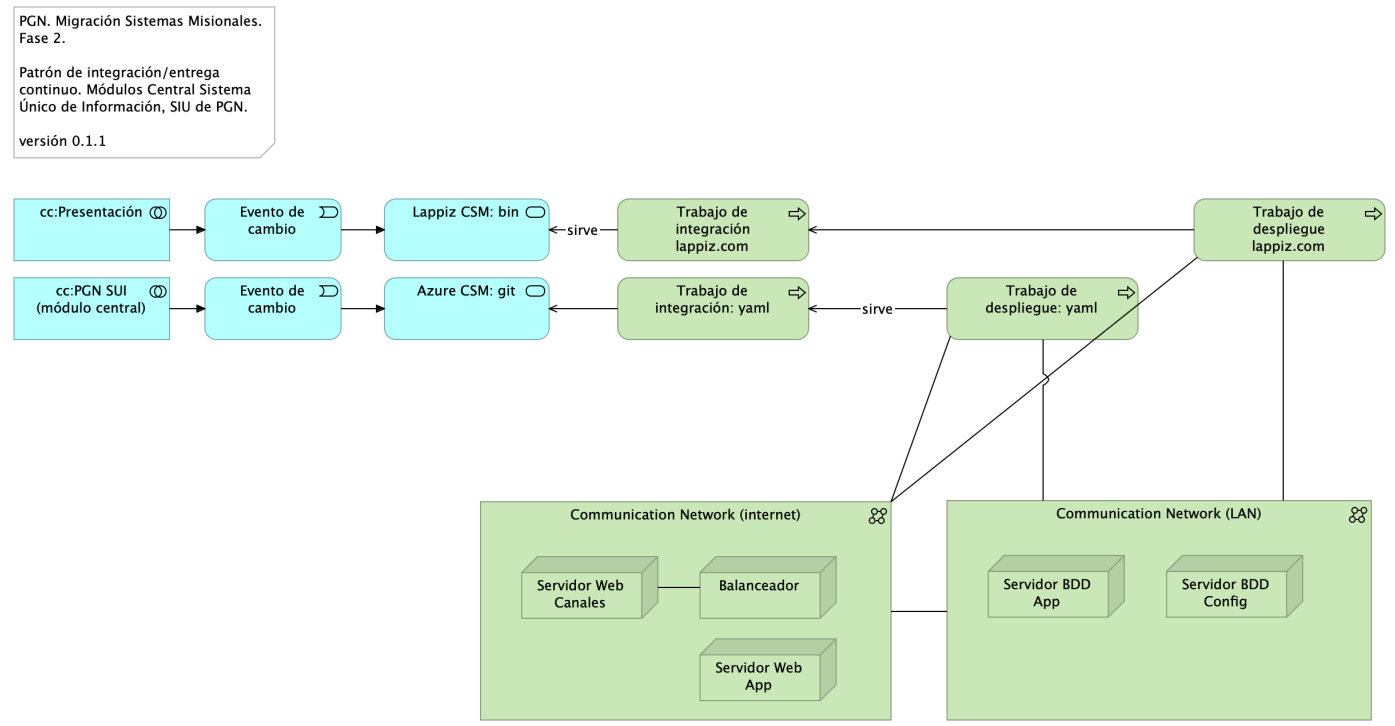 PGN. Migración Sistemas Misionales.
Fase 2.
Patrón de integración/entrega
continuo. Módulos Central Sistema
Único de Información, SIU de PGN.
versión 0.1.1
cc:Presentación
Evento de
cambio
Lappiz CSM: bin
sirve
Trabajo de
integración
lappiz.com
Trabajo de
despliegue
lappiz.com
cc:PGN SUI
(módulo central)
Evento de
cambio
Azure CSM: git
Trabajo de
integración: yaml
sirve
Trabajo de
despliegue: yaml
Communication Network (internet)
Servidor Web
Canales
Balanceador
Servidor Web
App
Communication Network (LAN)
Servidor BDD
App
Servidor BDD
Config